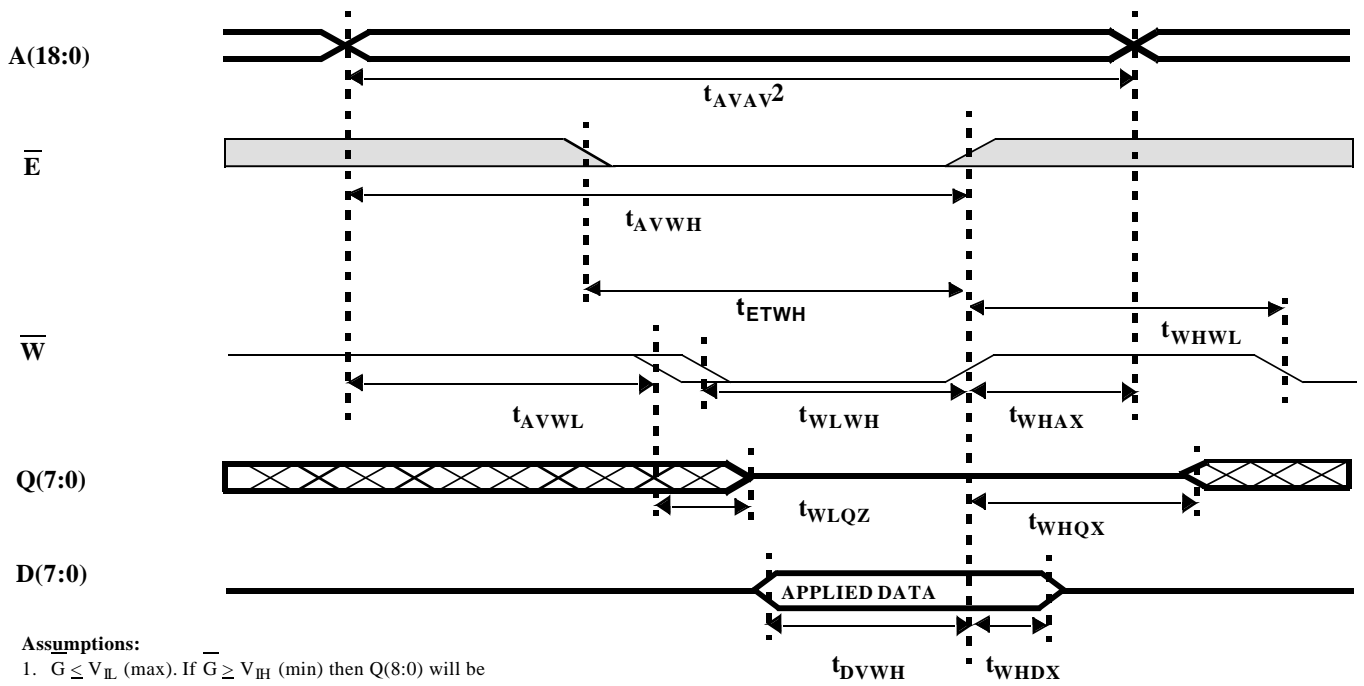 A(18:0)
tAVAV2
E
tAVWH
tETWH
tWHWL
W
tAVWL
tWLWH
tWHAX
Q(7:0)
tWLQZ
tWHQX
D(7:0)
APPLIED DATA
Assumptions:
1. G ≤ VIL (max). If G ≥ VIH (min) then Q(8:0) will be
tDVWH
tWHDX